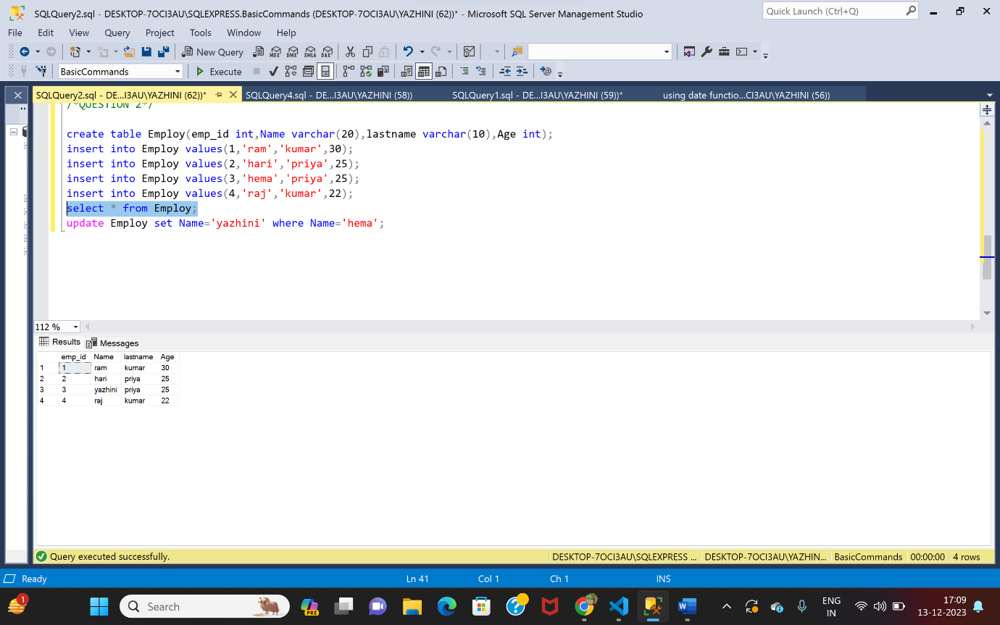 SQLQuery2.sql - DESKTOP-7OCI3AU\SQLEXPRESS.BasicCommands (DESKTOP-7OCI3AU\YAZHINI (62))* - Microsoft SQL Server Management Studio
Quick Launch (Ctrl+Q)
File Edit View Query Project Tools Window Help
New Query MDX DMX XMLA DAX
BasicCommands Execute
SQLQuery2.sql - DE...I3AU\YAZHINI (62))* SQLQuery4.sql - DE...I3AU\YAZHINI (58)) SQLQuery1.sql - DE...I3AU\YAZHINI (59))* using date functio...CI3AU\YAZHINI (56))
/*QUESTION 2*/
create table Employ(emp_id int,Name varchar(20),lastname varchar(10),Age int);
insert into Employ values(1,'ram','kumar',30);
insert into Employ values(2,'hari','priya',25);
insert into Employ values(3,'hema','priya',25);
insert into Employ values(4,'raj','kumar',22);
select * from Employ;
update Employ set Name='yazhini' where Name='hema';
112 %
Results Messages
emp_id Name lastname Age
1 1 ram kumar 30
2 2 hari priya 25
3 3 yazhini priya 25
4 4 raj kumar 22
Query executed successfully. DESKTOP-7OCI3AU\SQLEXPRESS ... DESKTOP-7OCI3AU\YAZHIN... BasicCommands 00:00:00 4 rows
Ready Ln 41 Col 1 Ch 1 INS
1 Search PRE ENG IN 17:09 13-12-2023